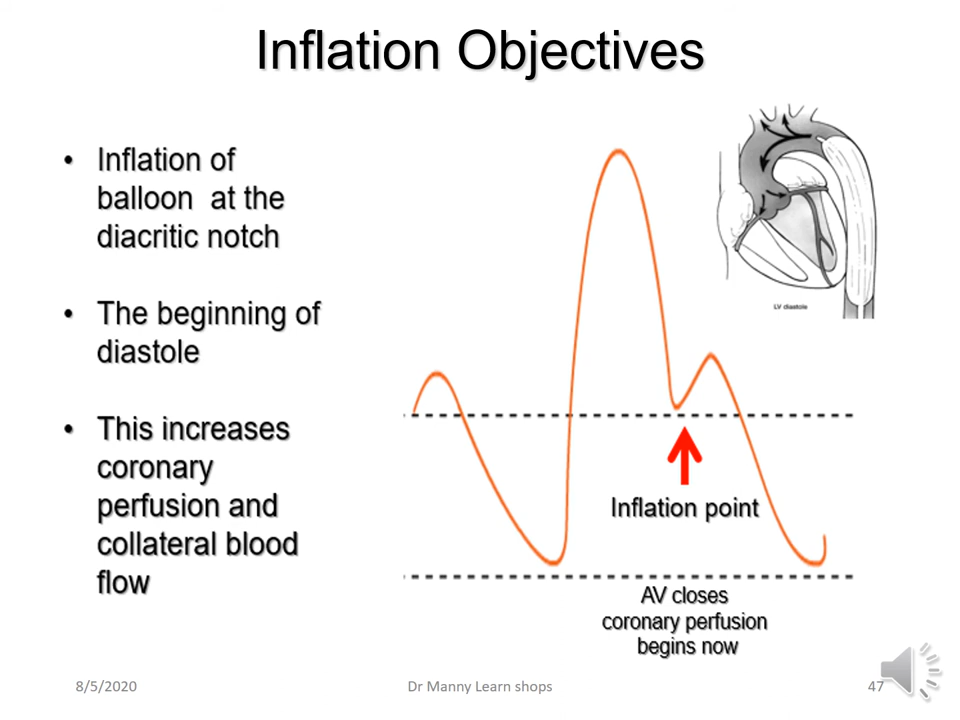 Inflation Objectives
• Inflation of
balloon at the
diacritic notch
• The beginning of
diastole
• This increases
coronary
perfusion and
collateral blood
flow
LV diastole
Inflation point
AV closes
coronary perfusion
begins now
8/5/2020
Dr Manny Learn shops
47